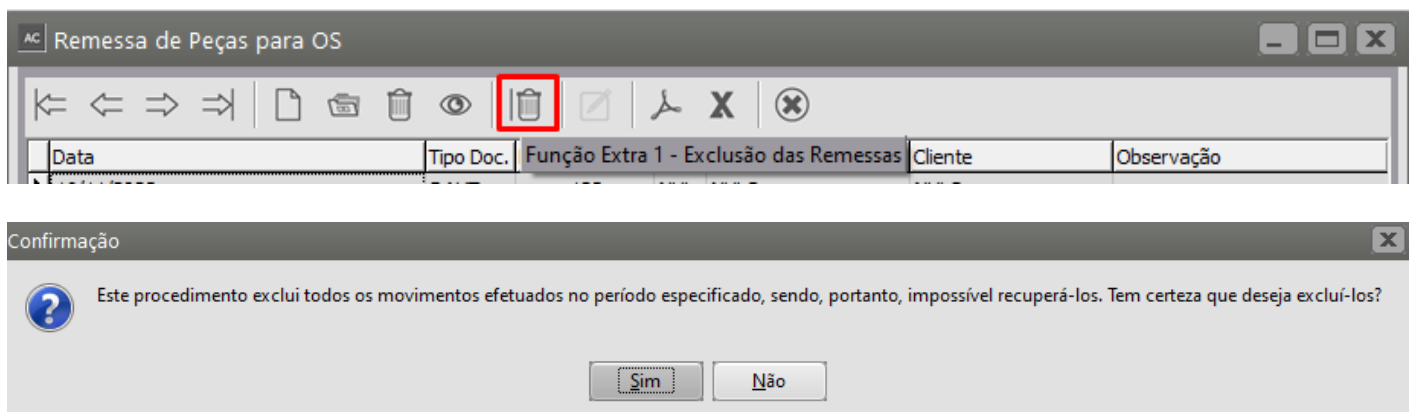 AC Remessa de Peças para OS
Função Extra 1 - Exclusão das Remessas
Data Tipo Doc. Cliente Observação
Confirmação
Este procedimento exclui todos os movimentos efetuados no período especificado, sendo, portanto, impossível recuperá-los. Tem certeza que deseja excluí-los?
Sim Não